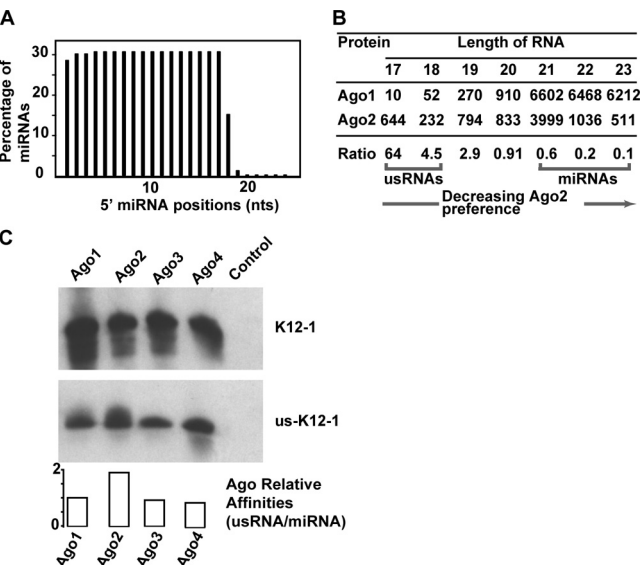 A
Percentage of
miRNAs
30
20
10
0
10
20
5' miRNA positions (nts)
B
Protein Length of RNA
17 18 19 20 21 22 23
Ago1 10 52 270 910 6602 6468 6212
Ago2 644 232 794 833 3999 1036 511
Ratio 64 4.5 2.9 0.91 0.6 0.2 0.1
usRNAs miRNAs
Decreasing Ago2
preference
C
Ago1 Ago2 Ago3 Ago4 Control
K12-1
us-K12-1
2
0
Ago Relative
Affinities
(usRNA/miRNA)
Ago1 Ago2 Ago3 Ago4